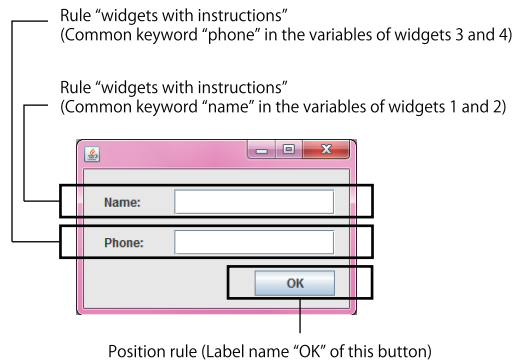 Rule “widgets with instructions”
(Common keyword “phone” in the variables of widgets 3 and 4)
Rule “widgets with instructions”
(Common keyword “name” in the variables of widgets 1 and 2)
Name:
Phone:
OK
Position rule (Label name “OK” of this button)